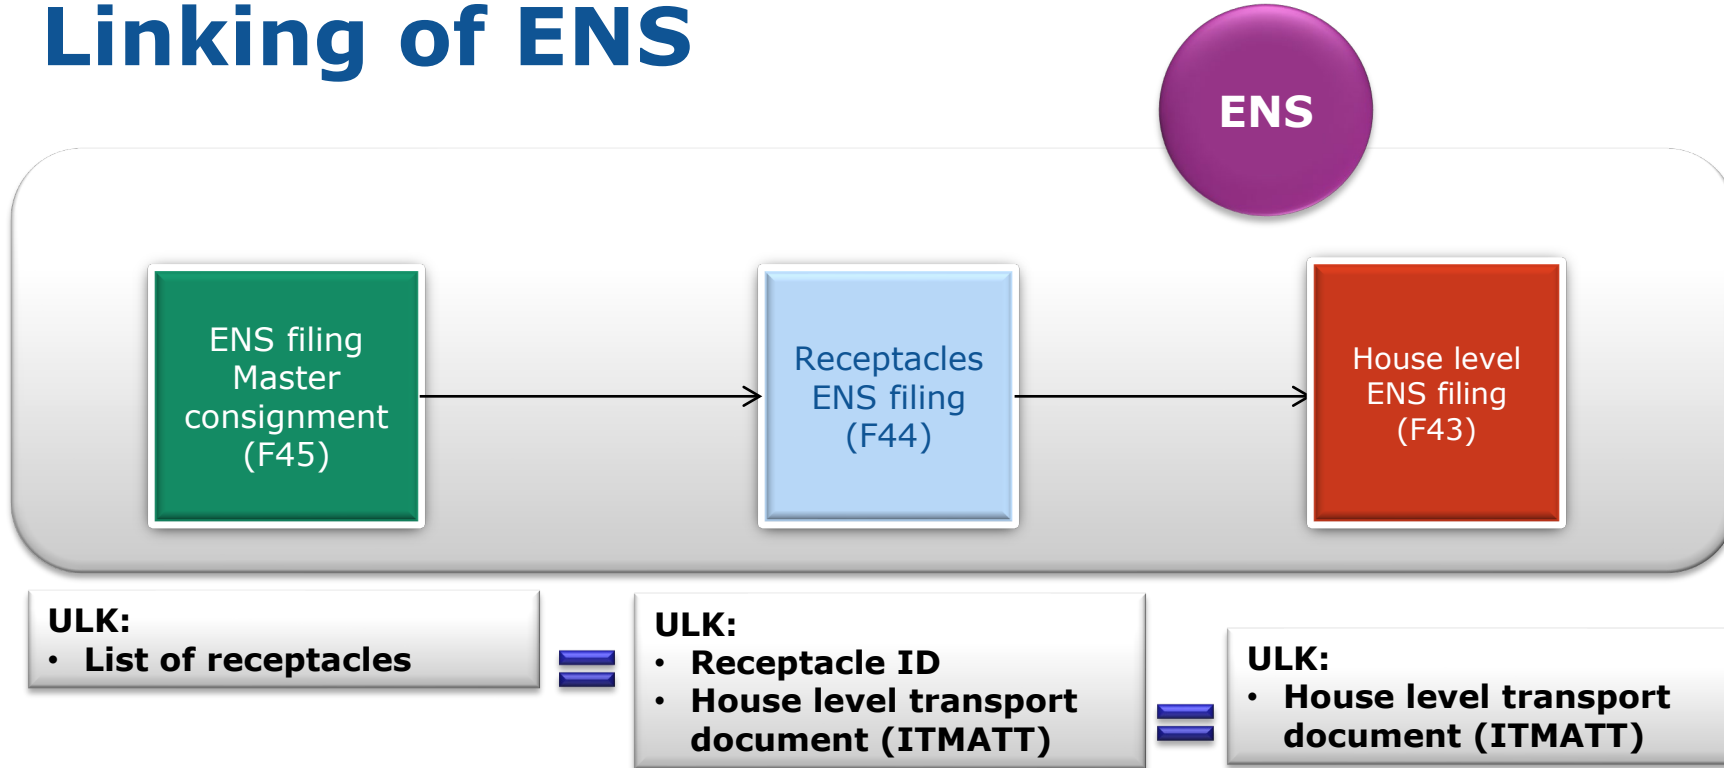 Linking of ENS
ENS
ENS filing
Master
consignment
(F45)
Receptacles
ENS filing
(F44)
House level
ENS filing
(F43)
ULK:
• List of receptacles
ULK:
• Receptacle ID
• House level transport
document (ITMATT)
ULK:
• House level transport
document (ITMATT)